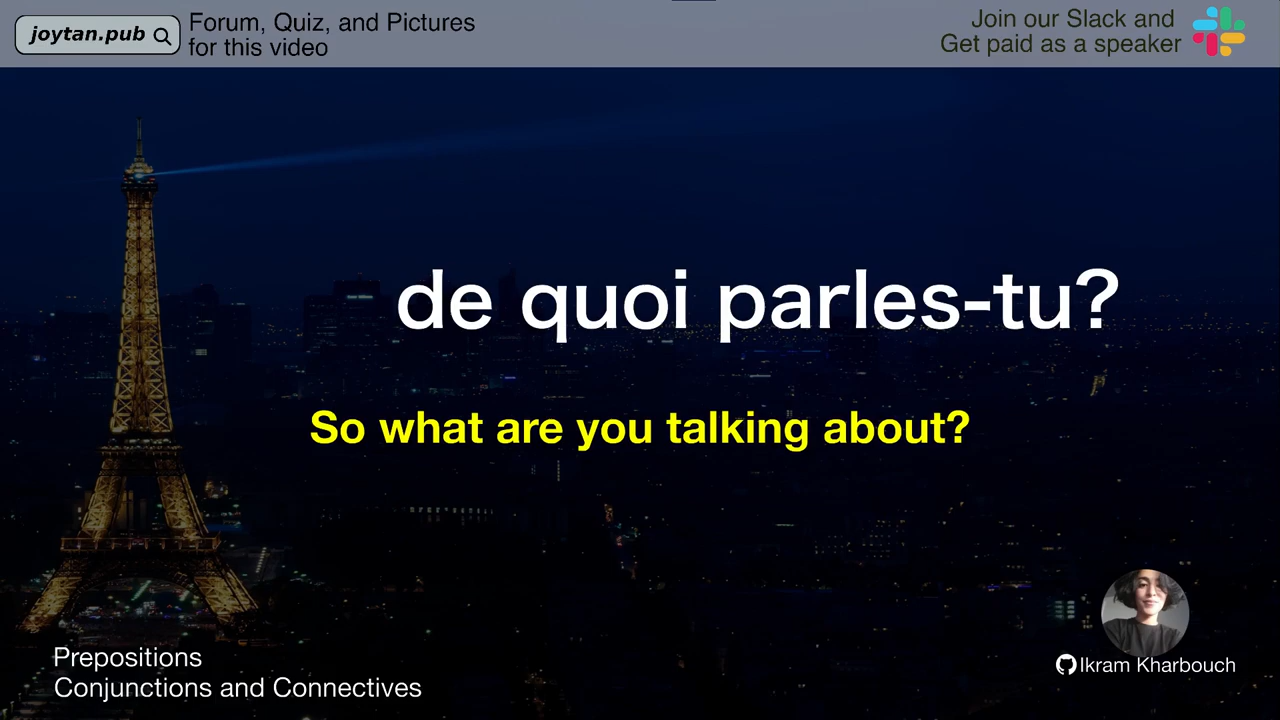 joytan.pub
Forum, Quiz, and Pictures
for this video
Join our Slack and
Get paid as a speaker
de quoi parles-tu?
So what are you talking about?
Prepositions
Conjunctions and Connectives
Ikram Kharbouch